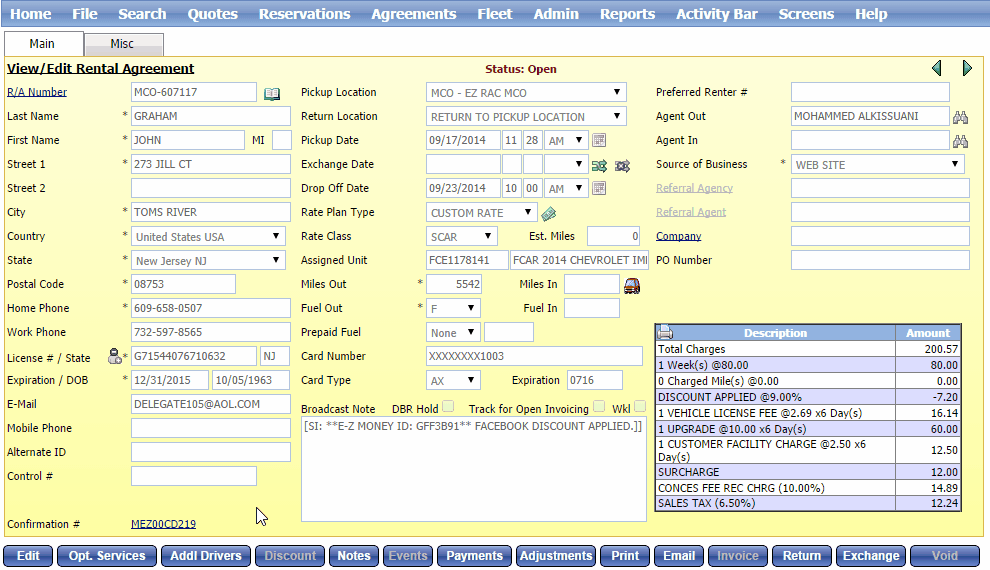 Home File Search Quotes Reservations Agreements Fleet Admin Reports Activity Bar Screens Help
Main Misc
View/Edit Rental Agreement Status: Open
R/A Number MCO-607117 Pickup Location MCO - EZ RAC MCO Preferred Renter #
Last Name * GRAHAM Return Location RETURN TO PICKUP LOCATION Agent Out MOHAMMED ALKISSUANI
First Name * JOHN MI Pickup Date 09/17/2014 11 28 AM Agent In
Street 1 * 273 JILL CT Exchange Date Source of Business * WEB SITE
Street 2 Drop Off Date 09/23/2014 10 00 AM Referral Agency
City * TOMS RIVER Rate Plan Type CUSTOM RATE Referral Agent
Country * United States USA Rate Class SCAR Est. Miles 0 Company
State * New Jersey NJ Assigned Unit FCE1178141 FCAR 2014 CHEVROLET IMI PO Number
Postal Code * 08753 Miles Out * 5542 Miles In
Home Phone * 609-658-0507 Fuel Out * F Fuel In
Work Phone 732-597-8565 Prepaid Fuel None
License # / State * G71544076710632 NJ Card Number XXXXXXXX1003
Expiration / DOB * 12/31/2015 10/05/1963 Card Type AX Expiration 0716
E-Mail DELEGATE105@AOL.COM Broadcast Note DBR Hold Track for Open Invoicing Wkl
Mobile Phone [SI: **E-Z MONEY ID: GFF3B91** FACEBOOK DISCOUNT APPLIED.]]
Alternate ID
Control #
Confirmation # MEZ00CD219
Description Amount
Total Charges 200.57
1 Week(s) @80.00 80.00
0 Charged Mile(s) @0.00 0.00
DISCOUNT APPLIED @9.00% -7.20
1 VEHICLE LICENSE FEE @2.69 x6 Day(s) 16.14
1 UPGRADE @10.00 x6 Day(s) 60.00
1 CUSTOMER FACILITY CHARGE @2.50 x6
Day(s) 12.50
SURCHARGE 12.00
CONCES FEE REC CHRG (10.00%) 14.89
SALES TAX (6.50%) 12.24
Edit Opt. Services Addl Drivers Discount Notes Events Payments Adjustments Print Email Invoice Return Exchange Void